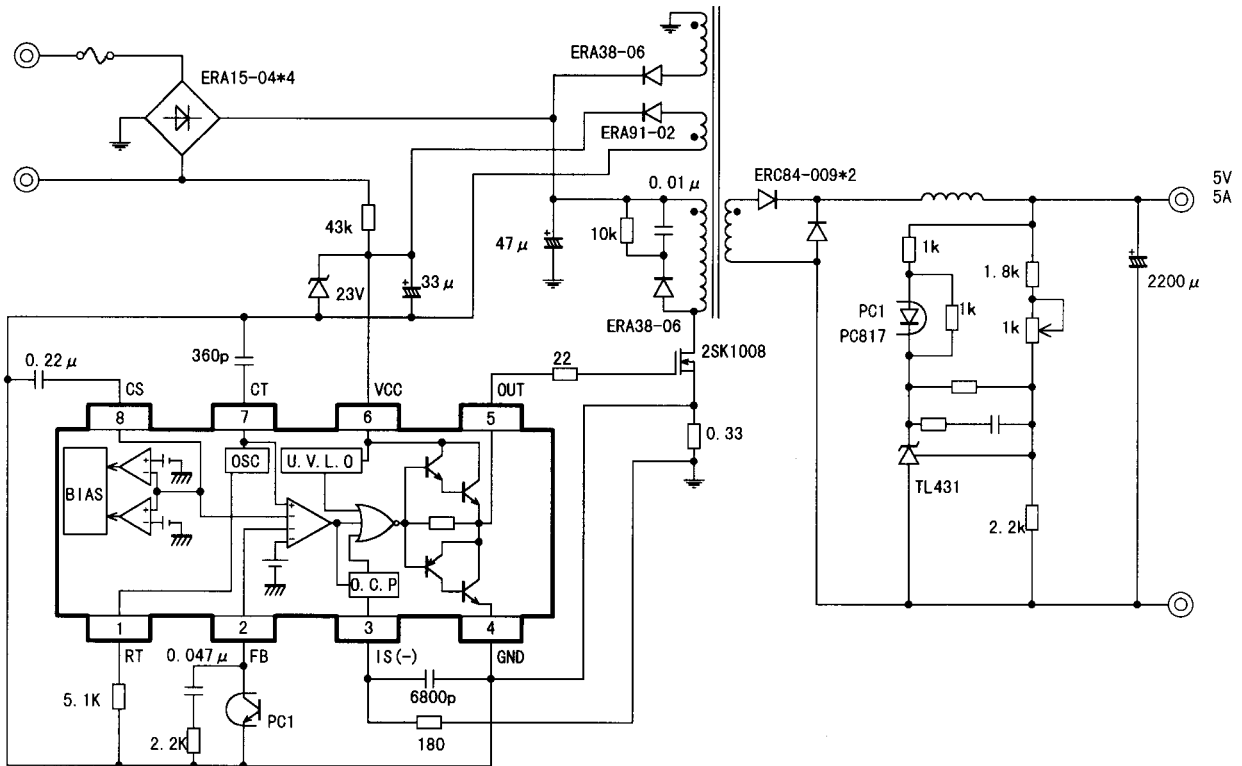 ERA38-06
ERA15-04*4
ERA91-02
0.01μ
ERC84-009*2
5V
5A
43k
47μ
10k
1k
1.8k
2200μ
23V
33μ
ERA38-06
PC1
PC817
1k
1k
360p
22
2SK1008
0.22μ
CS
CT
VCC
OUT
8
7
6
5
0.33
OSC
U.V.L.O
BIAS
TL431
2.2k
O.C.P
1
2
3
4
RT
FB
IS(-)
GND
0.047μ
6800p
5.1K
PC1
2.2K
180